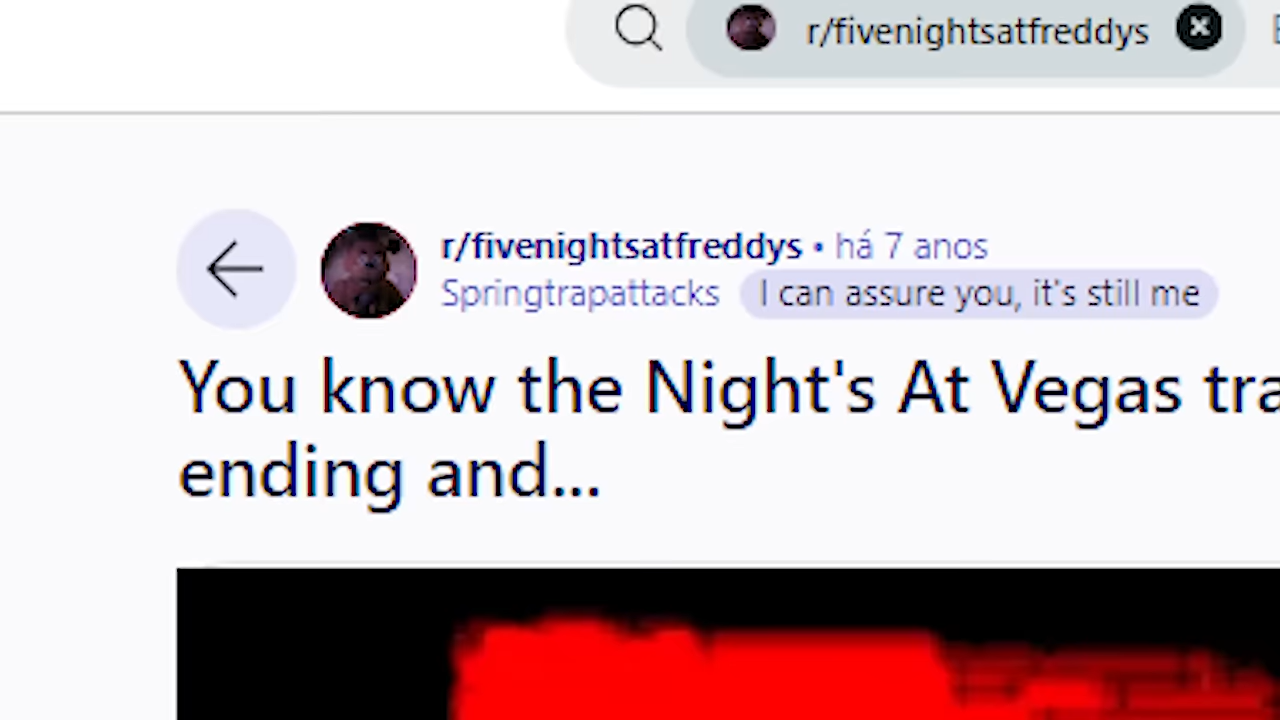 r/fivenightsatfreddys
r/fivenightsatfreddys • há 7 anos
Springtrapattacks I can assure you, it's still me
You know the Night's At Vegas
ending and...